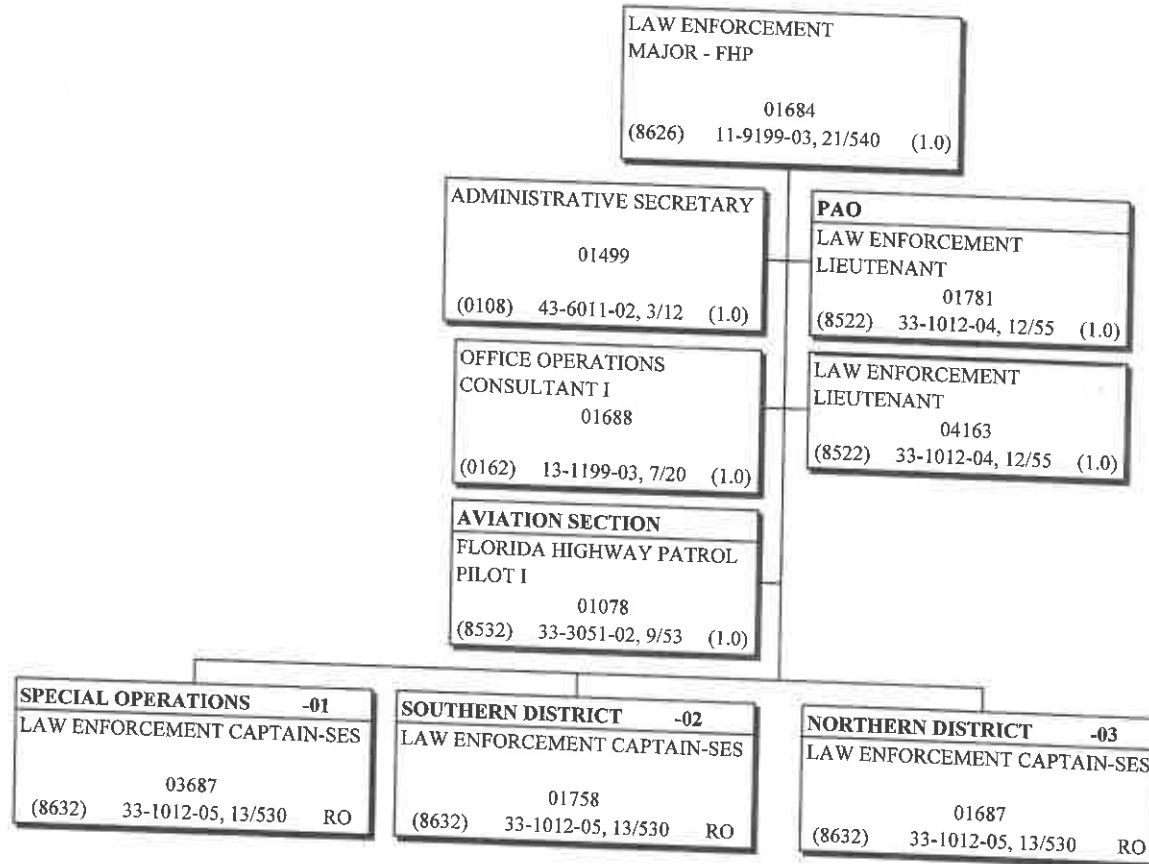 LAW ENFORCEMENT
MAJOR - FHP
01684
(8626) 11-9199-03, 21/540 (1.0)
ADMINISTRATIVE SECRETARY
01499
(0108) 43-6011-02, 3/12 (1.0)
PAO
LAW ENFORCEMENT
LIEUTENANT
01781
(8522) 33-1012-04, 12/55 (1.0)
OFFICE OPERATIONS
CONSULTANT I
01688
(0162) 13-1199-03, 7/20 (1.0)
LAW ENFORCEMENT
LIEUTENANT
04163
(8522) 33-1012-04, 12/55 (1.0)
AVIATION SECTION
FLORIDA HIGHWAY PATROL
PILOT I
01078
(8532) 33-3051-02, 9/53 (1.0)
SPECIAL OPERATIONS -01
LAW ENFORCEMENT CAPTAIN-SES
03687
(8632) 33-1012-05, 13/530 RO
SOUTHERN DISTRICT -02
LAW ENFORCEMENT CAPTAIN-SES
01758
(8632) 33-1012-05, 13/530 RO
NORTHERN DISTRICT -03
LAW ENFORCEMENT CAPTAIN-SES
01687
(8632) 33-1012-05, 13/530 RO